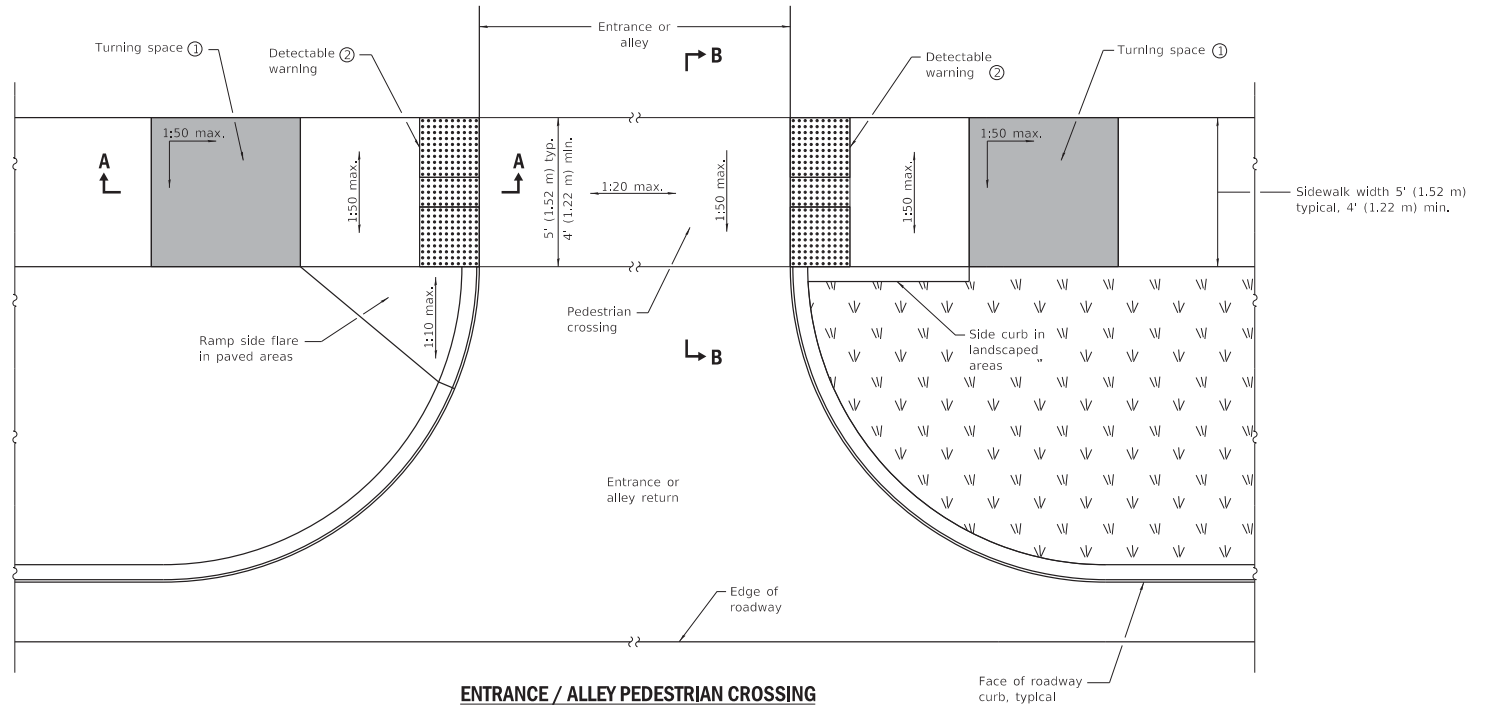 Entrance or
alley
Turning space ①
Detectable ②
warning
B
Detectable
warning ②
Turning space ①
1:50 max.
A
1:50 max.
A
5' (1.52 m) typ.
4' (1.22 m) min.
1:20 max.
1:50 max.
1:50 max.
1:50 max.
Sidewalk width 5' (1.52 m)
typical, 4' (1.22 m) min.
Ramp side flare
in paved areas
1:10 max.
Pedestrian
crossing
B
Side curb in
landscaped
areas "
Entrance or
alley return
Edge of
roadway
Face of roadway
curb, typical
ENTRANCE / ALLEY PEDESTRIAN CROSSING